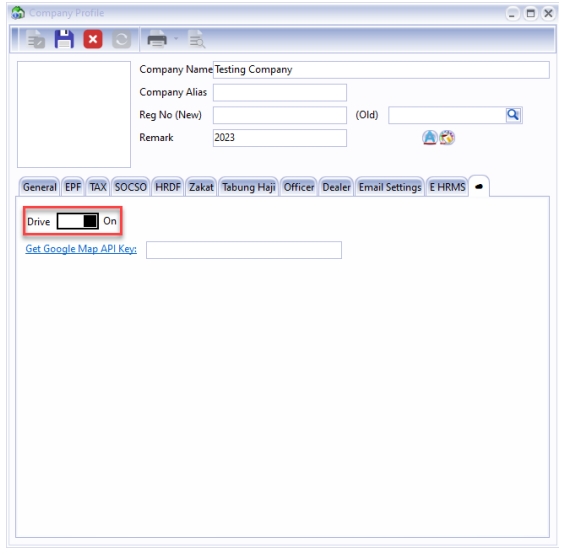 Company Profile
Company Name Testing Company
Company Alias
Reg No (New) (Old)
Remark 2023
General EPF TAX SOCSO HRDF Zakat Tabung Haji Officer Dealer Email Settings E HRMS
Drive On
Get Google Map API Key: